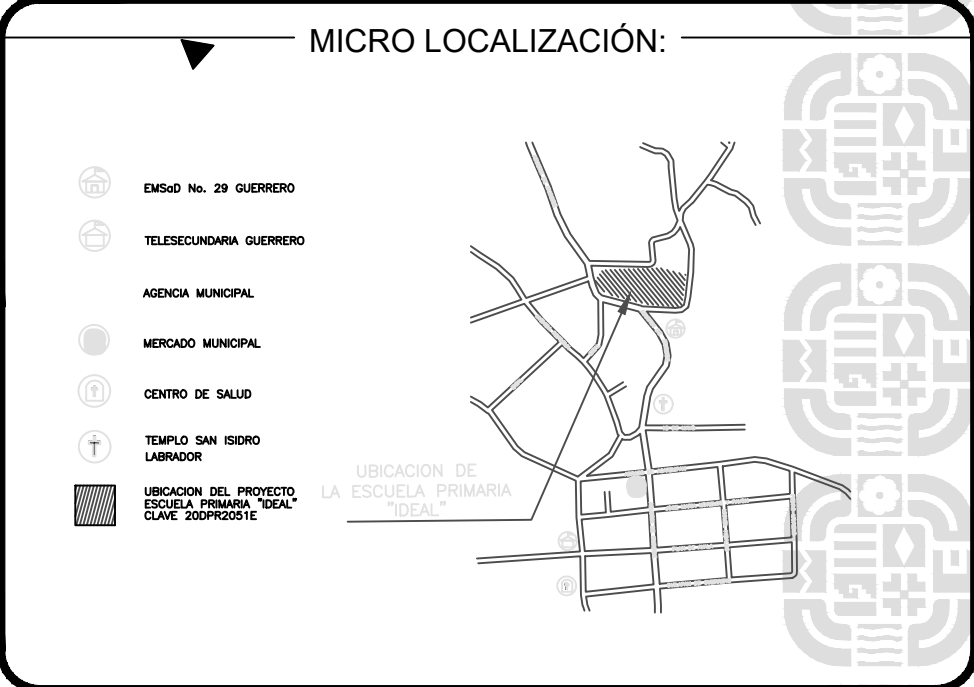 MICRO LOCALIZACIÓN:
EMSaD No. 29 GUERRERO
TELESECUNDARIA GUERRERO
AGENCIA MUNICIPAL
MERCADO MUNICIPAL
CENTRO DE SALUD
TEMPLO SAN ISIDRO
LABRADOR
UBICACION DEL PROYECTO
ESCUELA PRIMARIA "IDEAL"
CLAVE 20DPR2051E
UBICACION DE
LA ESCUELA PRIMARIA
"IDEAL"